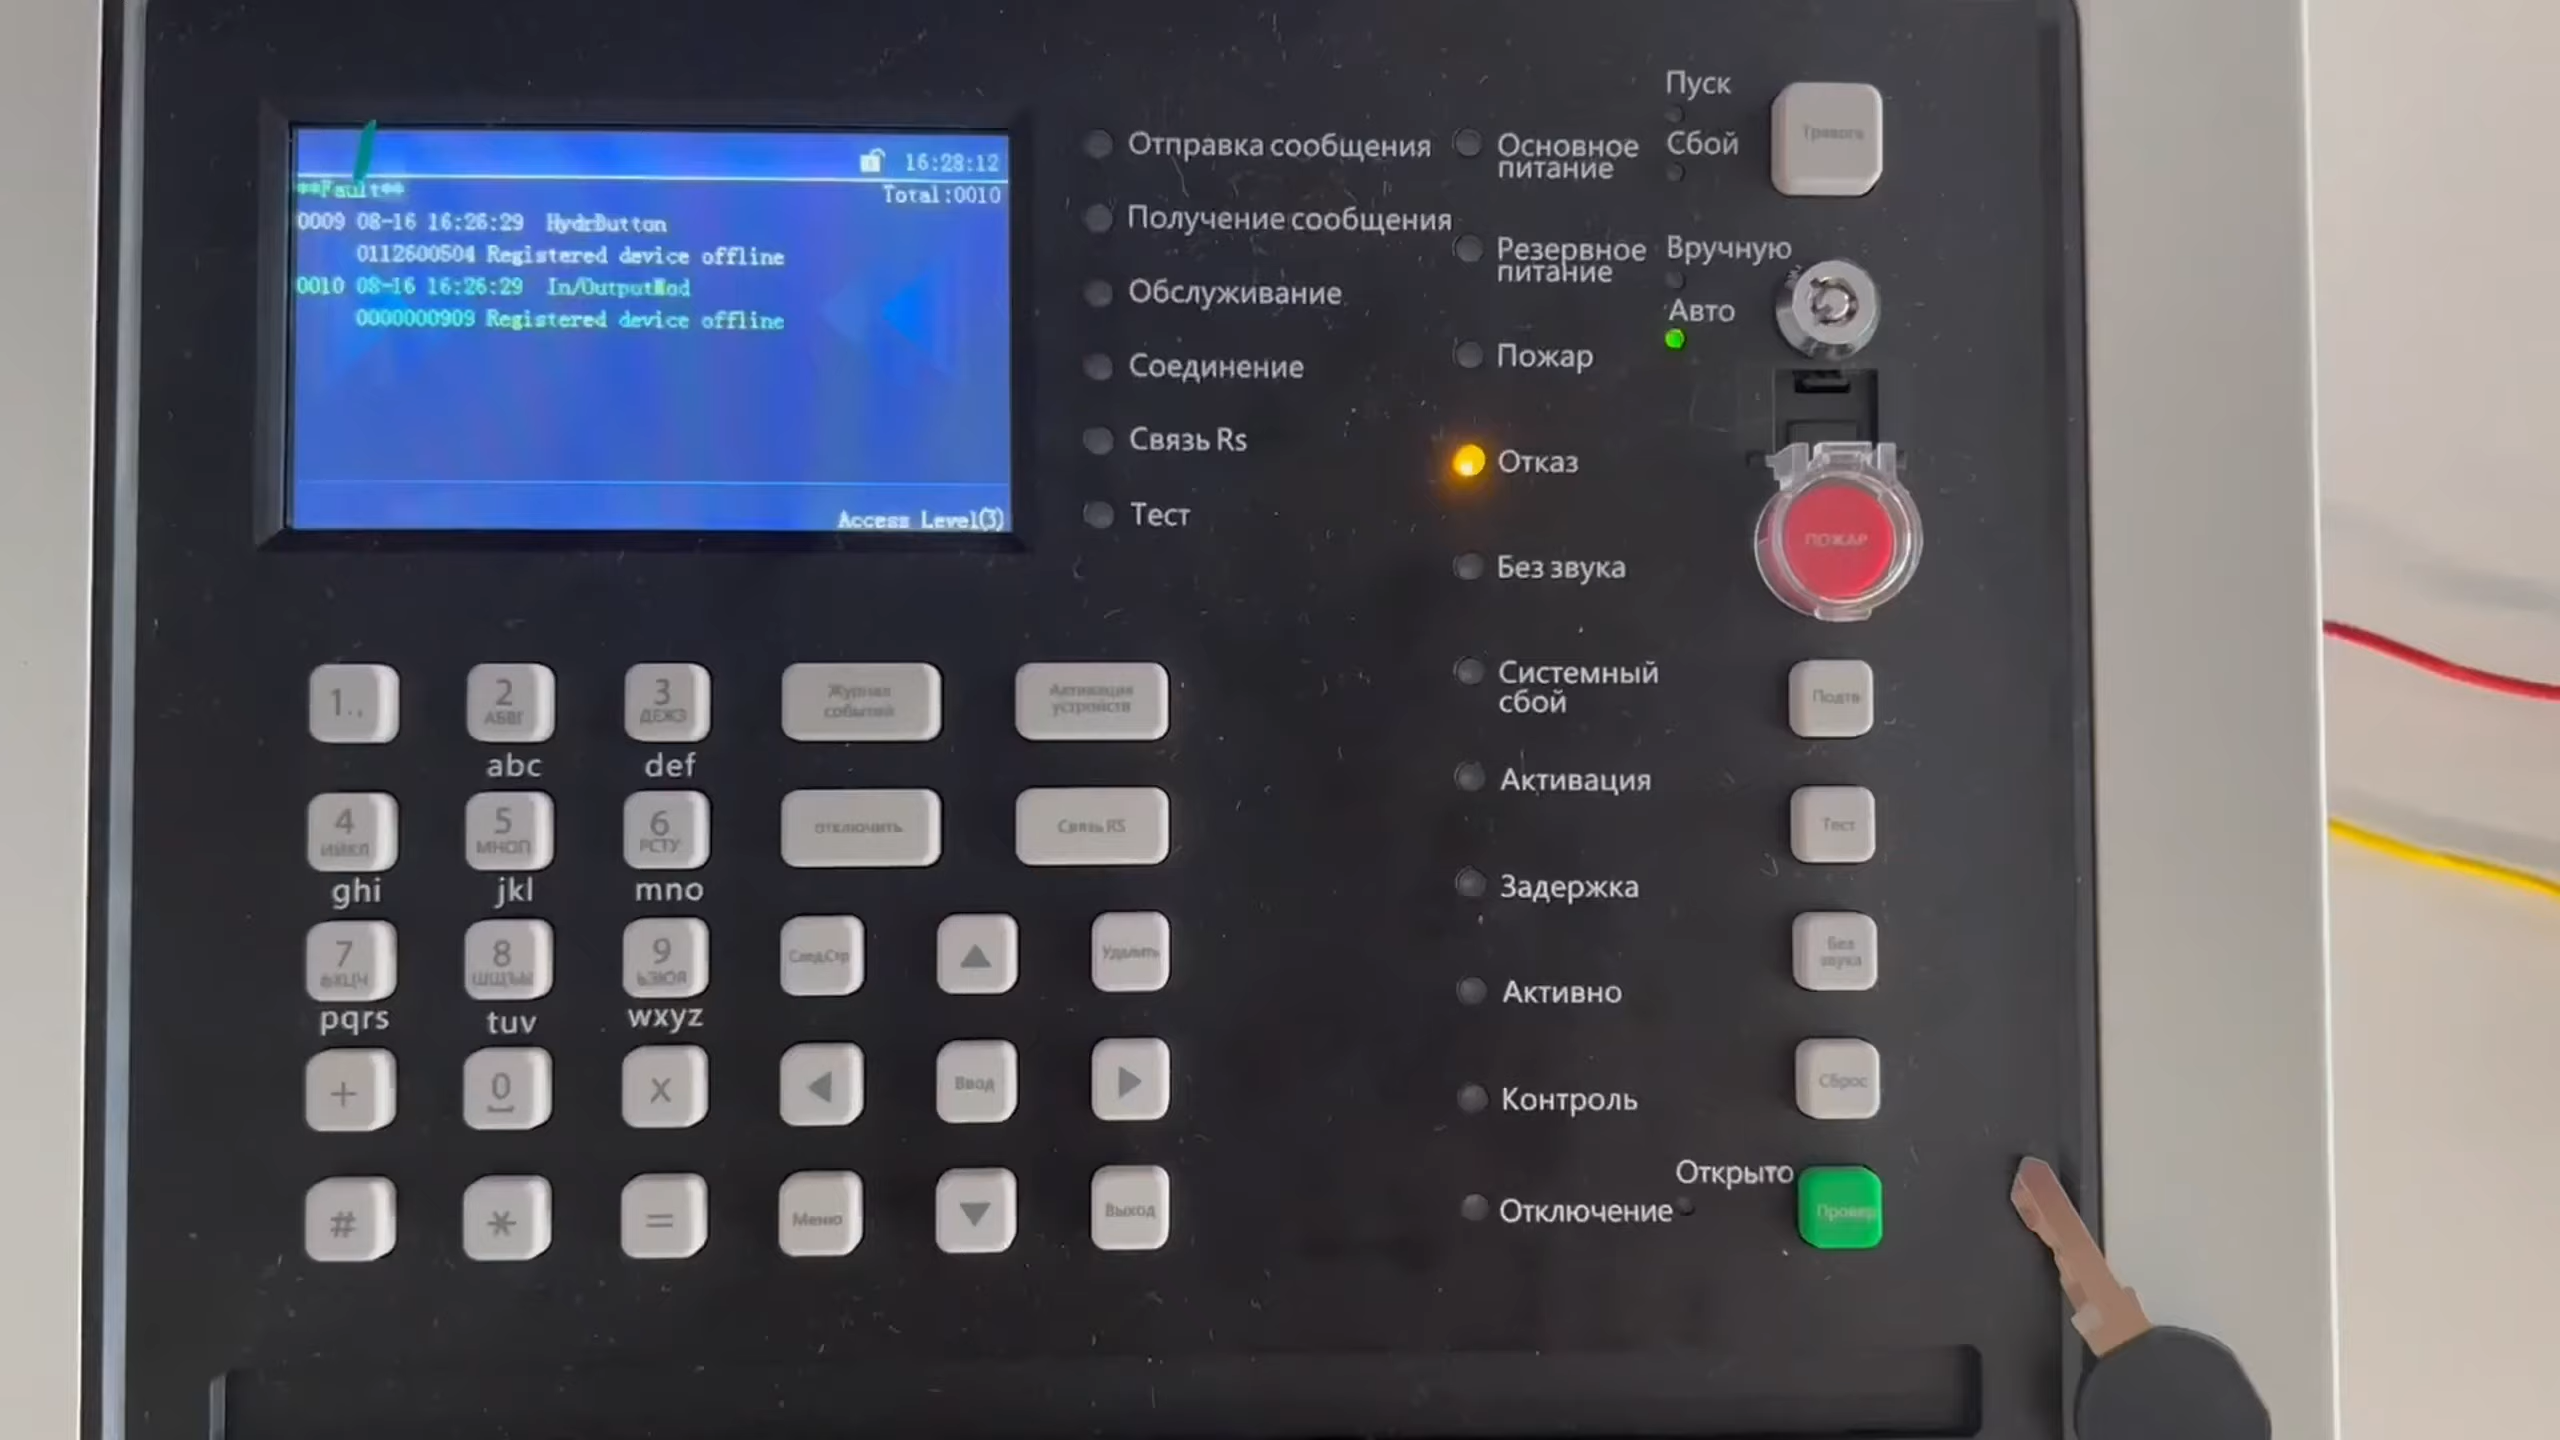 16:28:12
**Fault**
Total:0010
0009 08-16 16:26:29 HydrButton
0112600504 Registered device offline
0010 08-16 16:26:29 In/OutputMod
0000000909 Registered device offline
Access Level(3)
Отправка сообщения
Получение сообщения
Обслуживание
Соединение
Связь Rs
Тест
Основное
питание
Резервное
питание
Пожар
Отказ
Без звука
Системный
сбой
Активация
Задержка
Активно
Контроль
Отключение
Пуск
Сбой
Тревога
Вручную
Авто
ПОЖАР
Подтв
Тест
Без
звука
Сброс
Открыто
Провер
1.,
2
АБВГ
abc
3
ДЕЖЗ
def
Журнал
событий
Активация
устройств
4
ИЙКЛ
ghi
5
МНОП
jkl
6
РСТУ
mno
отключить
Связь RS
7
ФХЦЧ
pqrs
8
ШЩЪЫ
tuv
9
ЬЭЮЯ
wxyz
След.Стр
Удалить
+
0
X
Ввод
#
*
=
Меню
Выход